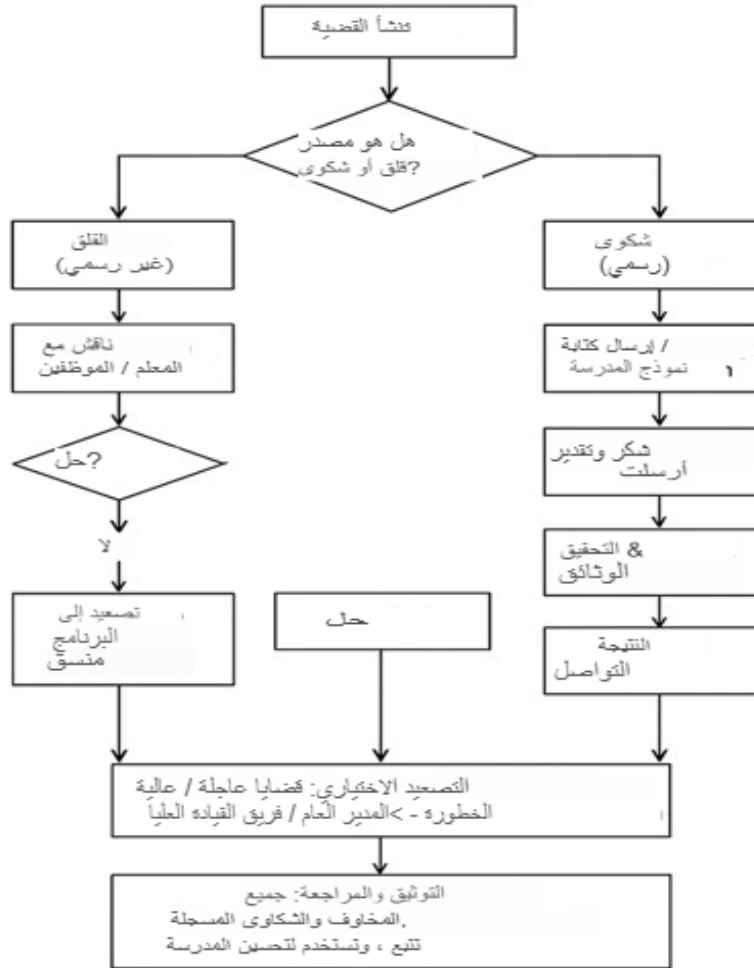 تنشأ القضية
هل هو مصدر
قلق أو شكوى?
القلق
(غير رسمي)
شكوى
(رسمي)
ناقش مع
المعلم / الموظفين
/ إرسال كتابة
نموذج المدرسة
حل?
شكر وتقدير
أرسلت
لا
& التحقيق
الوثائق
تصعيد إلى
البرنامج
منسق
حل
النتيجة
التواصل
التصعيد الاختياري: قضايا عاجلة / عالية
الخطورة - >المدير العام / فريق القيادة العليا
التوثيق والمراجعة: جميع
المخاوف والشكاوى المسجلة,
تتبع ، وتستخدم لتحسين المدرسة